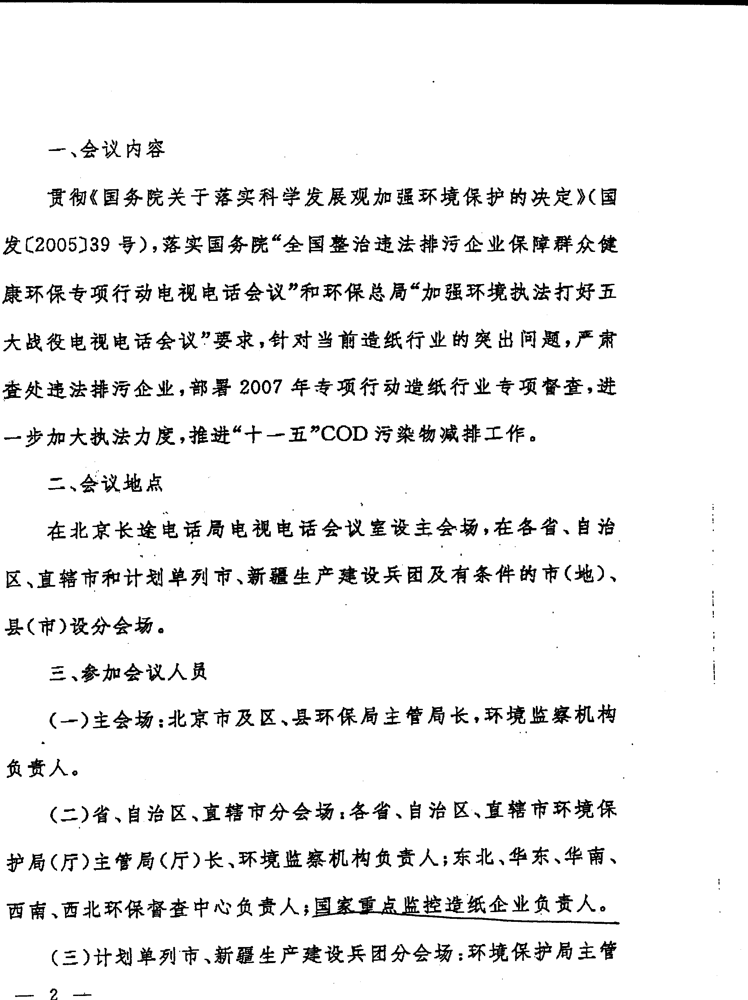 一、会议内容
贯彻《国务院关于落实科学发展观加强环境保护的决定》(国
发〔2005〕39 号),落实国务院“全国整治违法排污企业保障群众健
康环保专项行动电视电话会议”和环保总局“加强环境执法打好五
大战役电视电话会议”要求,针对当前造纸行业的突出问题,严肃
查处违法排污企业,部署 2007 年专项行动造纸行业专项督查,进
一步加大执法力度,推进“十一五”COD 污染物减排工作。
二、会议地点
在北京长途电话局电视电话会议室设主会场,在各省、自治
区、直辖市和计划单列市、新疆生产建设兵团及有条件的市(地)、
县(市)设分会场。
三、参加会议人员
(一)主会场:北京市及区、县环保局主管局长,环境监察机构
负责人。
(二)省、自治区、直辖市分会场:各省、自治区、直辖市环境保
护局(厅)主管局(厅)长、环境监察机构负责人;东北、华东、华南、
西南、西北环保督查中心负责人;国家重点监控造纸企业负责人。
(三)计划单列市、新疆生产建设兵团分会场:环境保护局主管
— 2 —